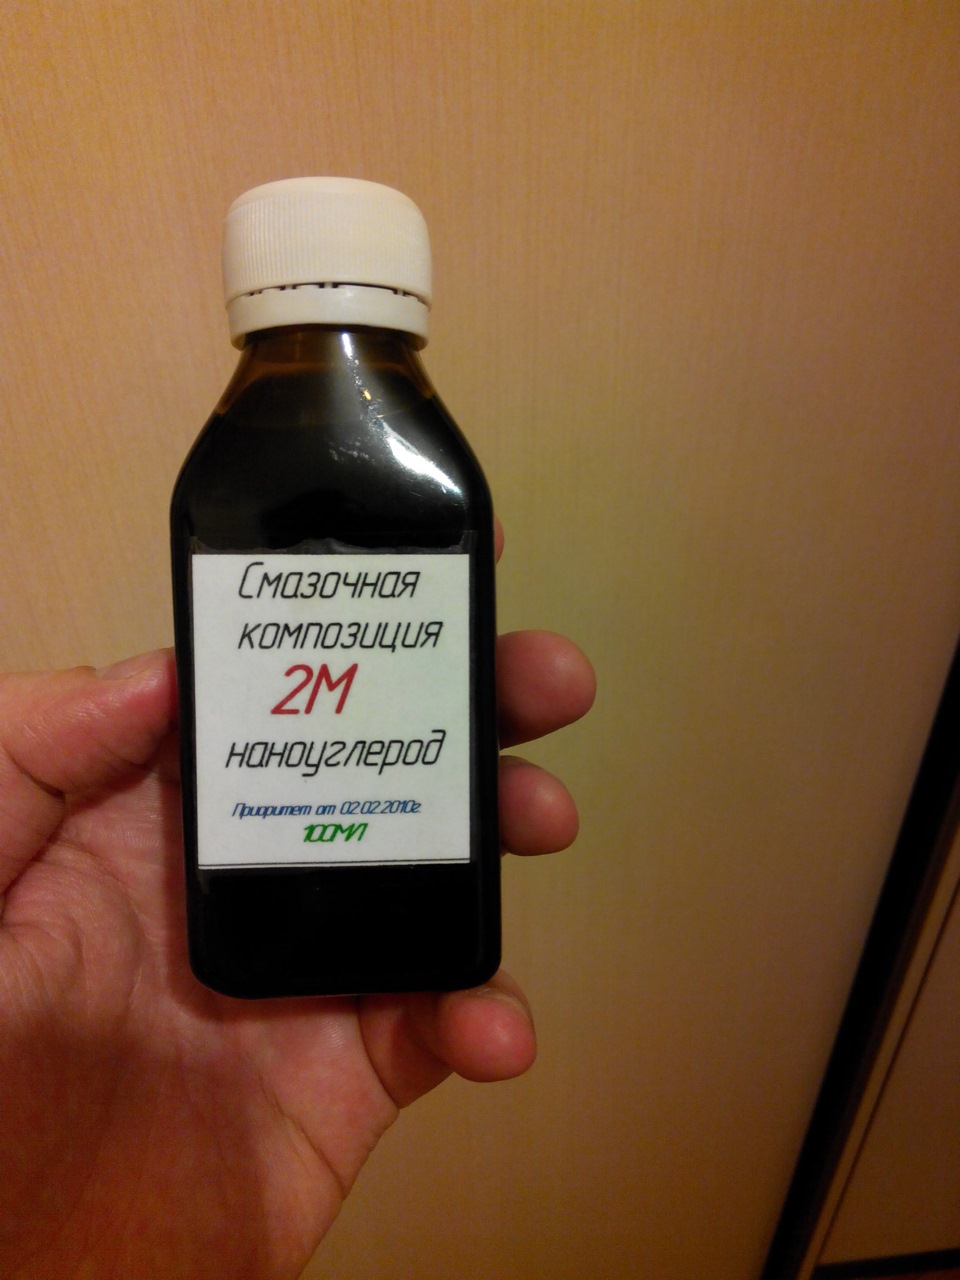 Смазочная
композиция
2М
наноуглерод
Приоритет от 02.02.2010г.
100МЛ